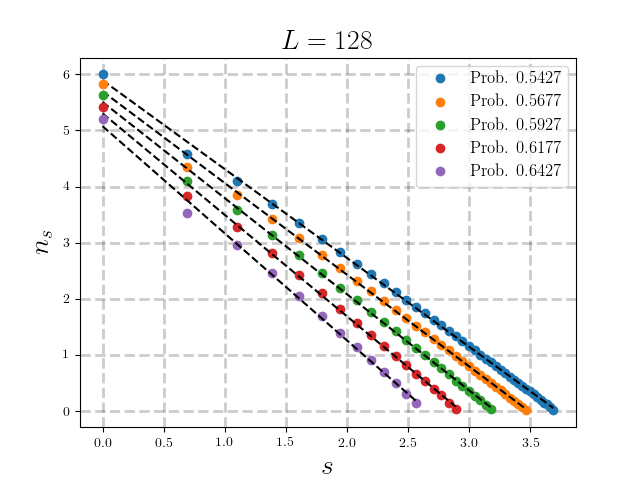 L = 128
Prob. 0.5427
Prob. 0.5677
Prob. 0.5927
Prob. 0.6177
Prob. 0.6427
6
5
4
3
2
1
0
n_s
0.0 0.5 1.0 1.5 2.0 2.5 3.0 3.5
s